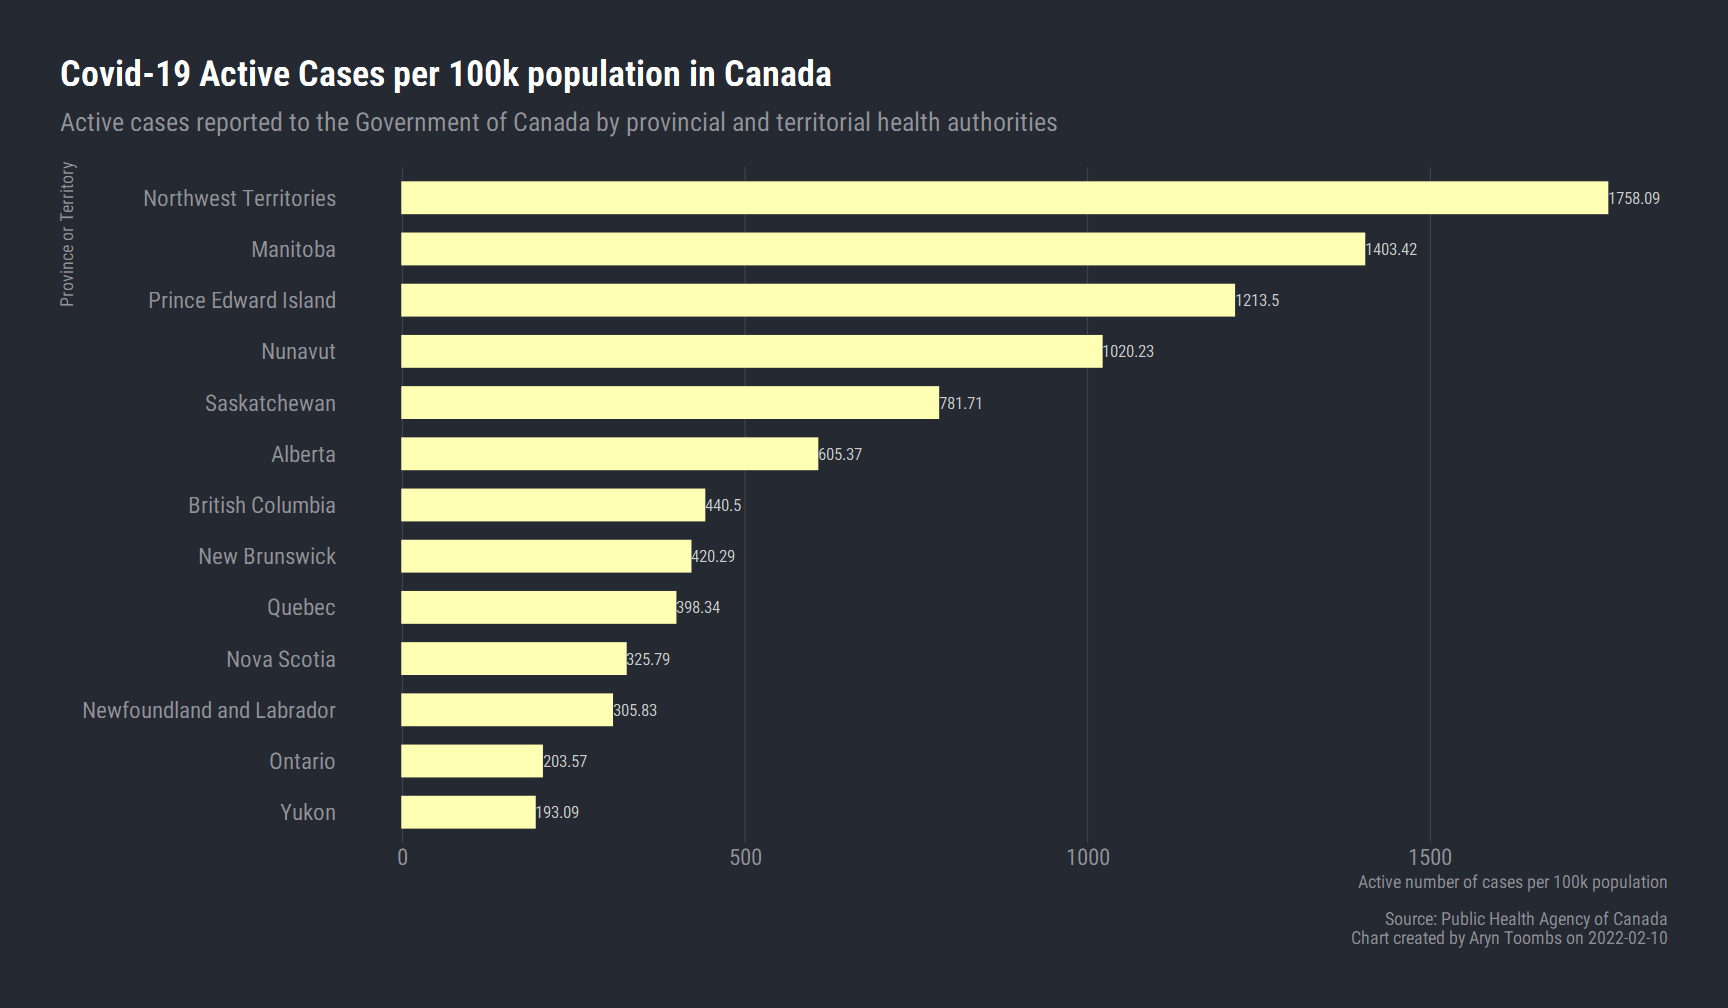 Covid-19 Active Cases per 100k population in Canada
Active cases reported to the Government of Canada by provincial and territorial health authorities
Province or Territory
Northwest Territories 1758.09
Manitoba 1403.42
Prince Edward Island 1213.5
Nunavut 1020.23
Saskatchewan 781.71
Alberta 605.37
British Columbia 440.5
New Brunswick 420.29
Quebec 398.34
Nova Scotia 325.79
Newfoundland and Labrador 305.83
Ontario 203.57
Yukon 193.09
0 500 1000 1500
Active number of cases per 100k population
Source: Public Health Agency of Canada
Chart created by Aryn Toombs on 2022-02-10